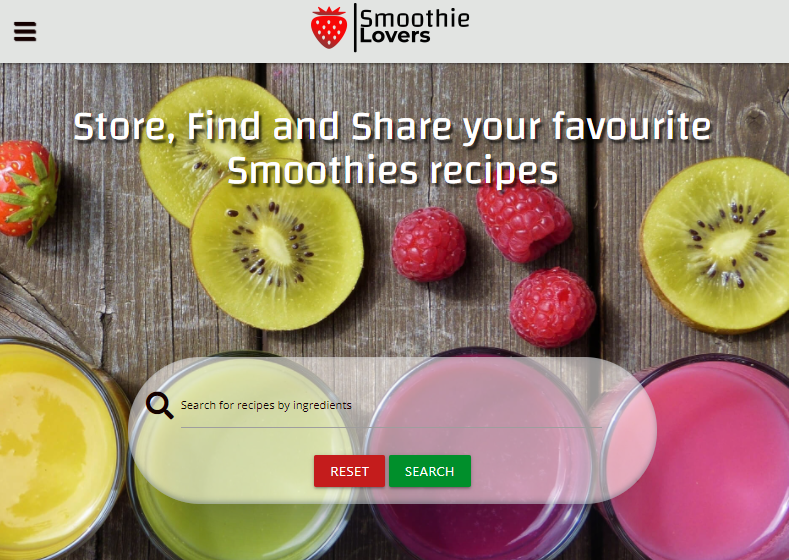 Smoothie
Lovers
Store, Find and Share your favourite
Smoothies recipes
Search for recipes by ingredients
RESET
SEARCH